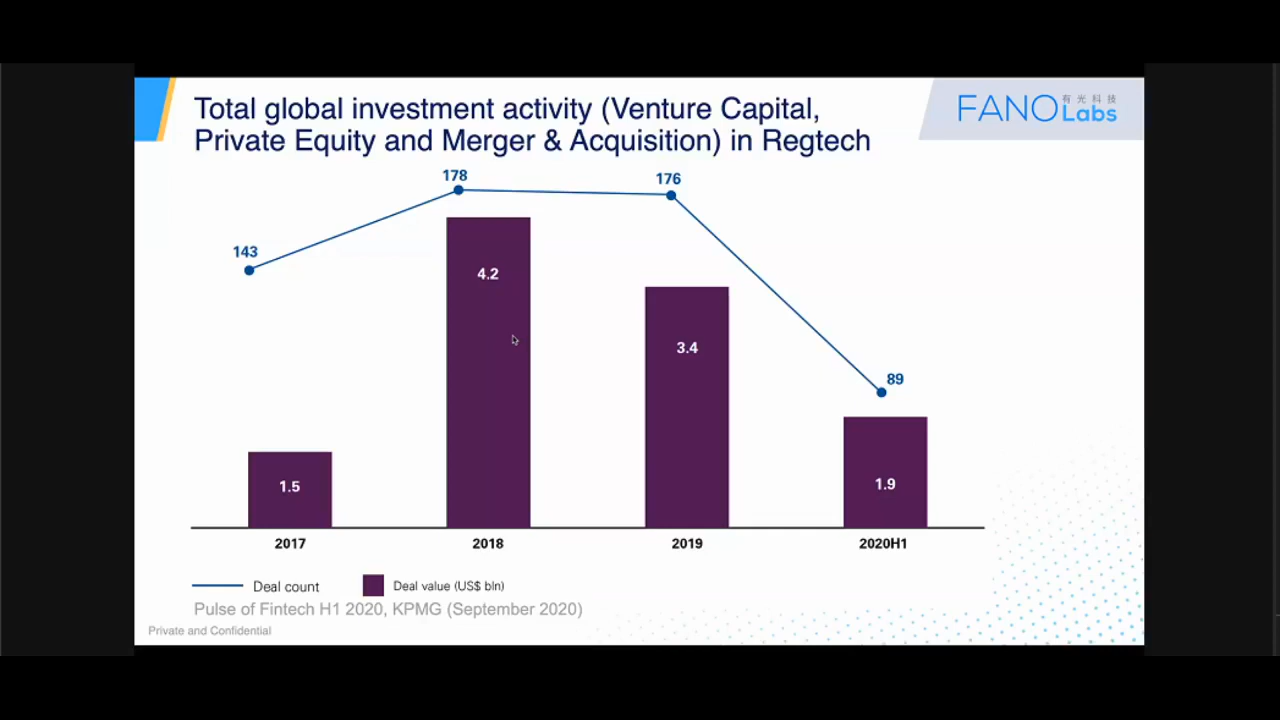 Total global investment activity (Venture Capital,
Private Equity and Merger & Acquisition) in Regtech
FANO 有光科技
Labs
178
176
143
4.2
3.4
89
1.5
1.9
2017
2018
2019
2020H1
Deal count
Deal value (US$ bln)
Pulse of Fintech H1 2020, KPMG (September 2020)
Private and Confidential